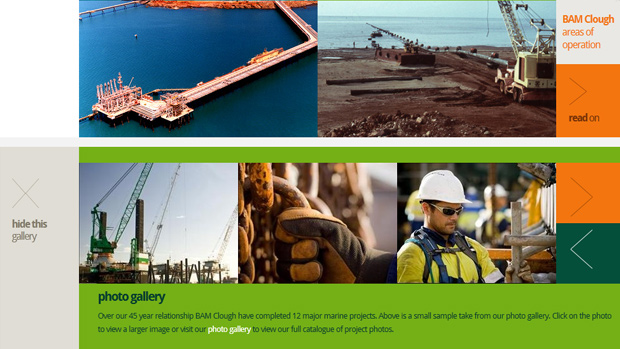 BAM Clough
areas of
operation
read on
hide this
gallery
photo gallery
Over our 45 year relationship BAM Clough have completed 12 major marine projects. Above is a small sample take from our photo gallery. Click on the photo
to view a larger image or visit our photo gallery to view our full catalogue of project photos.